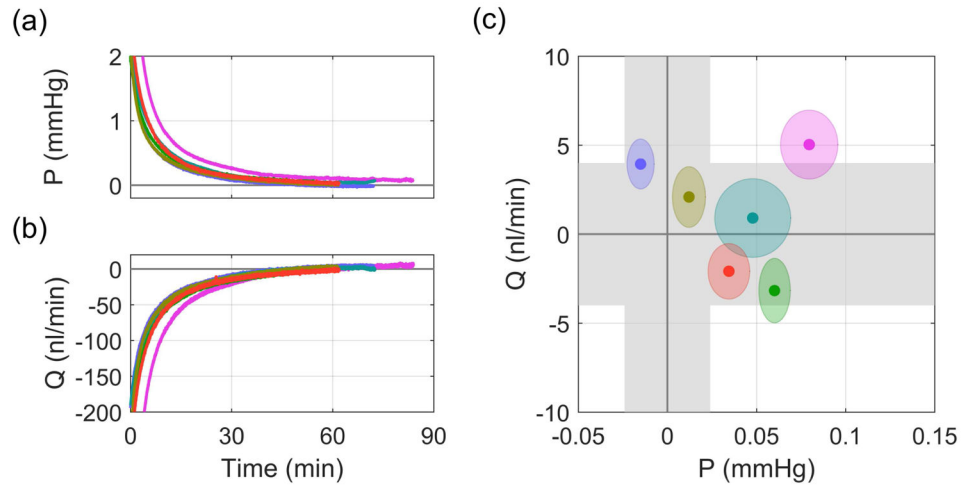 (a)
P (mmHg)
2
1
0
(b)
Q (nl/min)
0
-50
-100
-150
-200
0 30 60 90
Time (min)
(c)
Q (nl/min)
10
5
0
-5
-10
-0.05 0 0.05 0.1 0.15
P (mmHg)